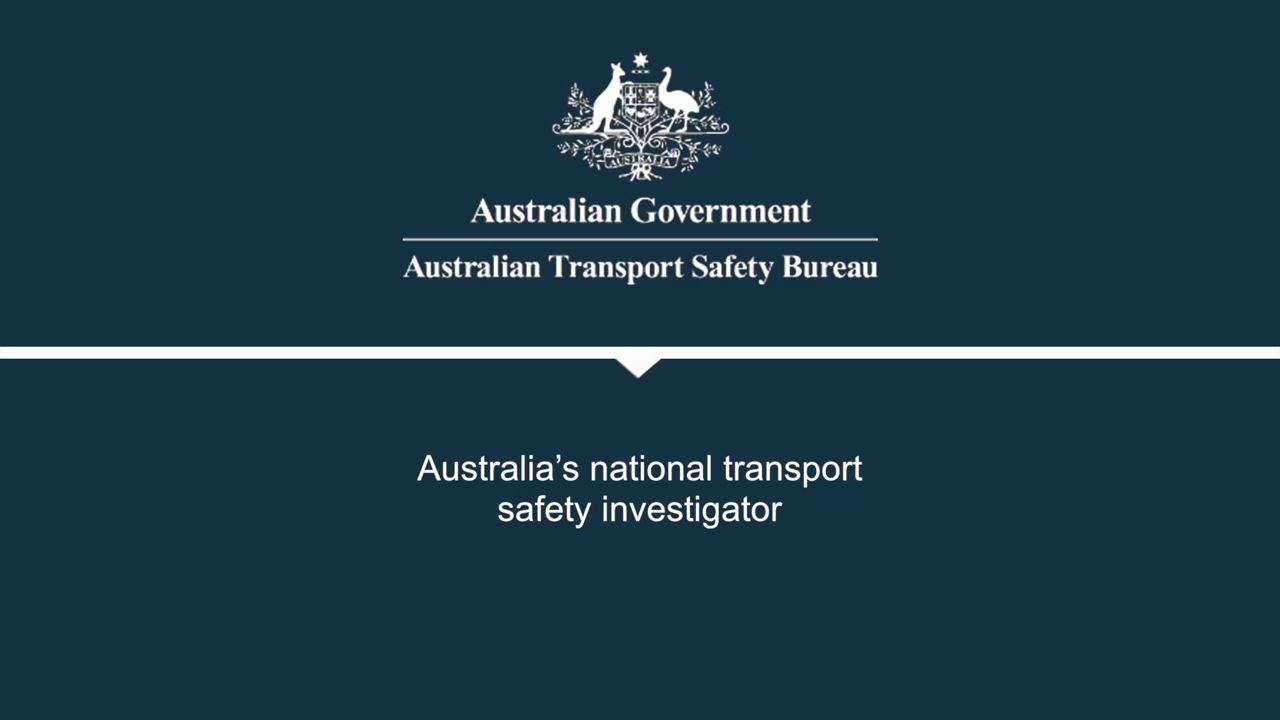 AUSTRALIA
Australian Government
Australian Transport Safety Bureau
Australia’s national transport
safety investigator